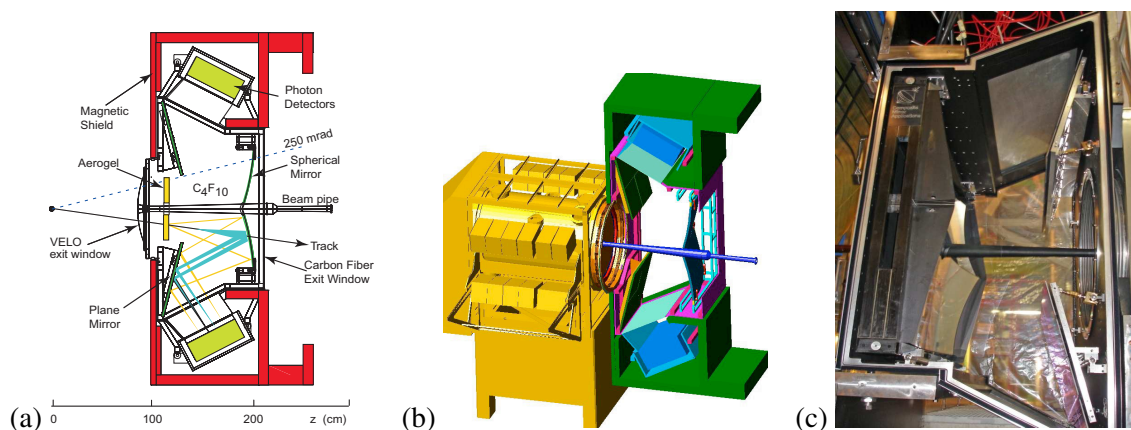 Photon
Detectors
Magnetic
Shield
250 mrad
Aerogel
Spherical
Mirror
C4F10
Beam pipe
VELO
exit window
Track
Carbon Fiber
Exit Window
Plane
Mirror
(a)
0 100 200 z (cm)
(b)
(c)